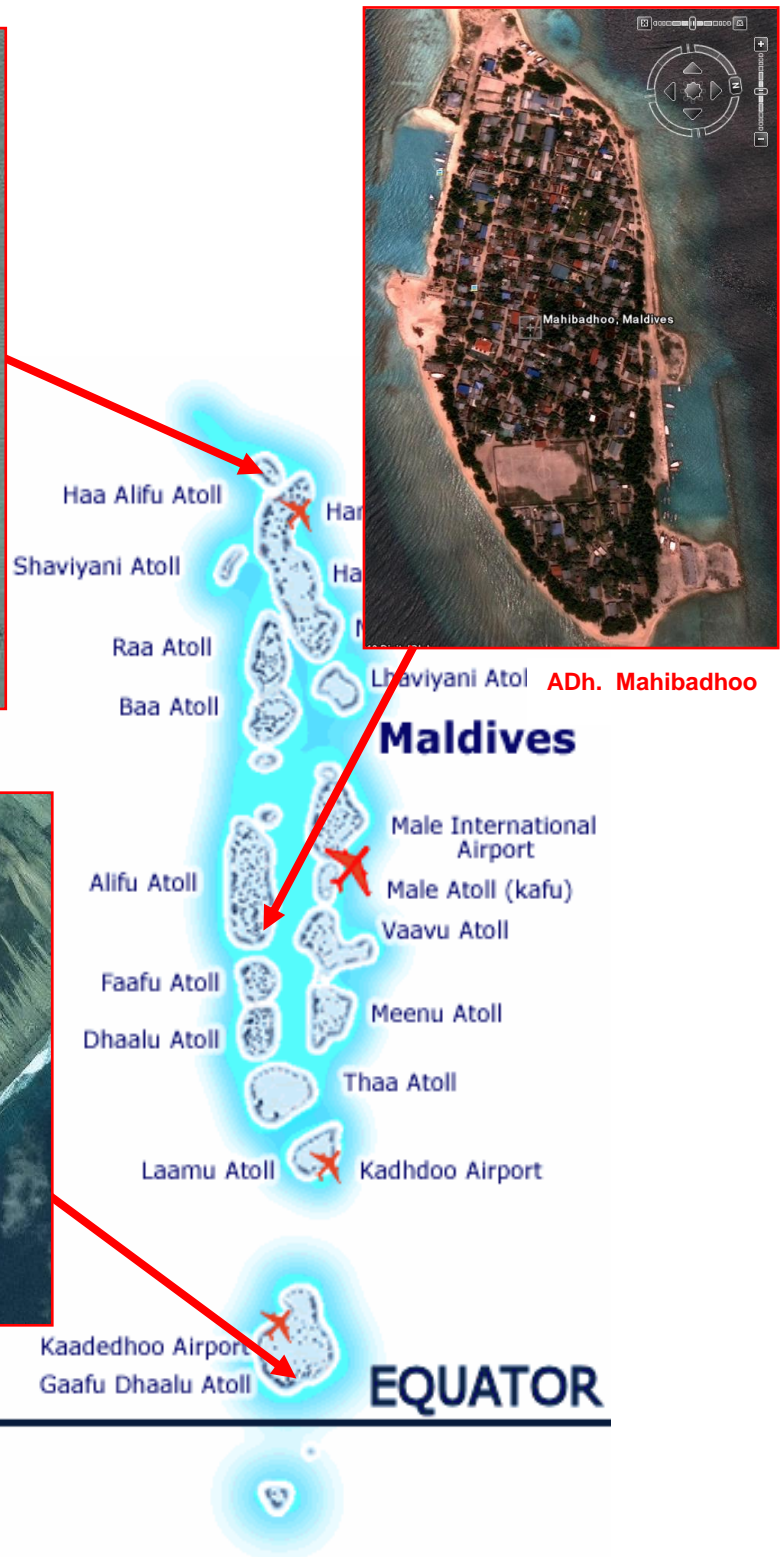 N
Mahibadhoo, Maldives
ADh. Mahibadhoo
Haa Alifu Atoll
Shaviyani Atoll
Raa Atoll
Lhaviyani Atol
Baa Atoll
Maldives
Male International
Airport
Alifu Atoll
Male Atoll (kafu)
Vaavu Atoll
Faafu Atoll
Meenu Atoll
Dhaalu Atoll
Thaa Atoll
Laamu Atoll
Kadhdoo Airport
Kaadedhoo Airport
Gaafu Dhaalu Atoll
EQUATOR